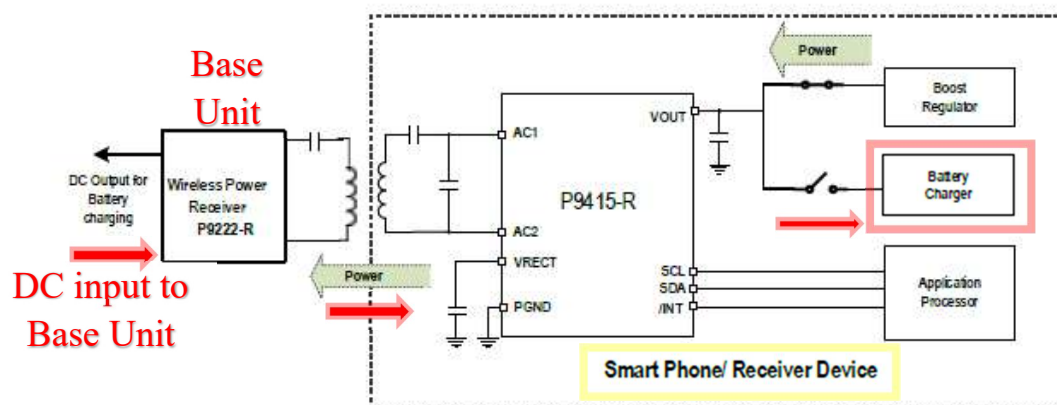 Base
Unit
DC Output for
Battery
charging
Wireless Power
Receiver
P9222-R
DC input to
Base Unit
Power
AC1
AC2
VRECT
PGND
P9415-R
VOUT
SCL
SDA
/INT
Power
Boost
Regulator
Battery
Charger
Application
Processor
Smart Phone/ Receiver Device